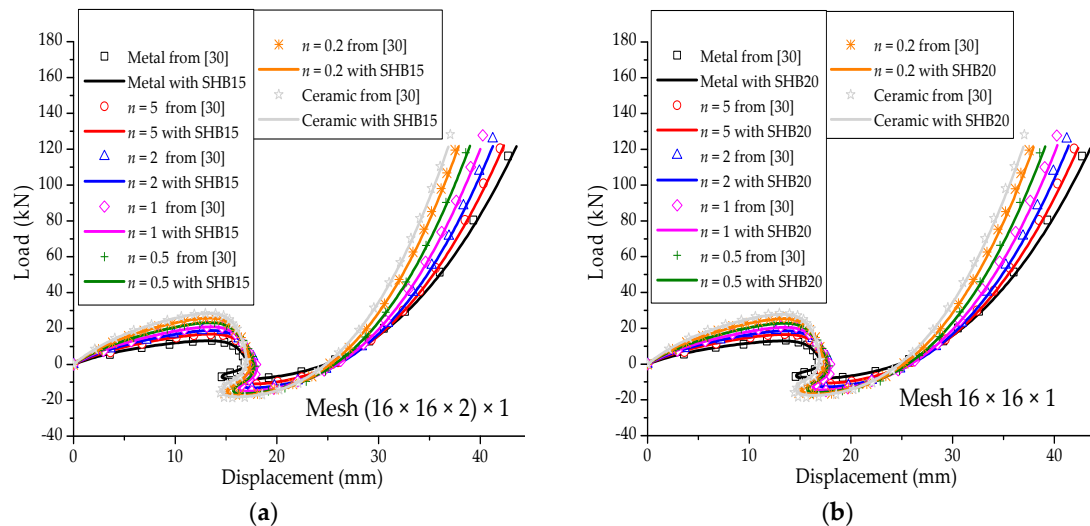 180
160
140
120
100
80
60
40
20
0
-20
-40
Load (kN)
Metal from [30]
Metal with SHB15
n = 5 from [30]
n = 5 with SHB15
n = 2 from [30]
n = 2 with SHB15
n = 1 from [30]
n = 1 with SHB15
n = 0.5 from [30]
n = 0.5 with SHB15
n = 0.2 from [30]
n = 0.2 with SHB15
Ceramic from [30]
Ceramic with SHB15
Mesh (16 × 16 × 2) × 1
0 10 20 30 40
Displacement (mm)
(a)
180
160
140
120
100
80
60
40
20
0
-20
-40
Load (kN)
Metal from [30]
Metal with SHB20
n = 5 from [30]
n = 5 with SHB20
n = 2 from [30]
n = 2 with SHB20
n = 1 from [30]
n = 1 with SHB20
n = 0.5 from [30]
n = 0.5 with SHB20
n = 0.2 from [30]
n = 0.2 with SHB20
Ceramic from [30]
Ceramic with SHB20
Mesh 16 × 16 × 1
0 10 20 30 40
Displacement (mm)
(b)